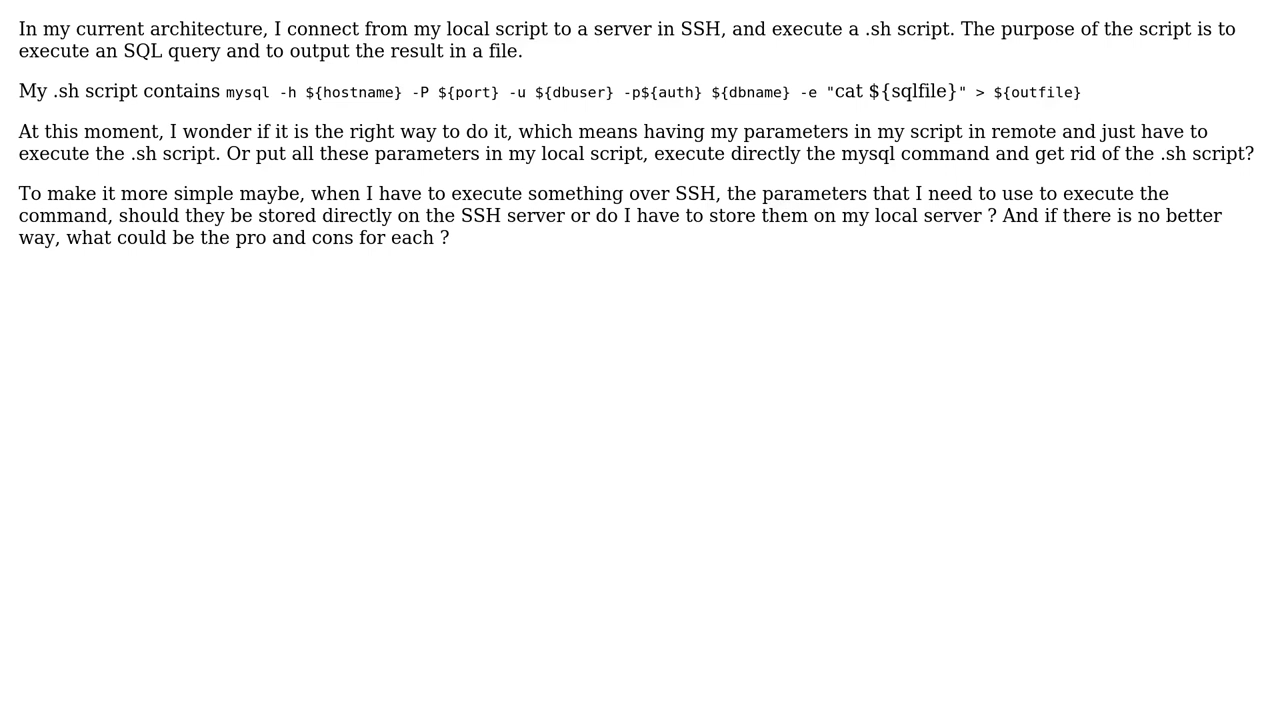 In my current architecture, I connect from my local script to a server in SSH, and execute a .sh script. The purpose of the script is to
execute an SQL query and to output the result in a file.
My .sh script contains mysql -h ${hostname} -P ${port} -u ${dbuser} -p${auth} ${dbname} -e "cat ${sqlfile}" > ${outfile}
At this moment, I wonder if it is the right way to do it, which means having my parameters in my script in remote and just have to
execute the .sh script. Or put all these parameters in my local script, execute directly the mysql command and get rid of the .sh script?
To make it more simple maybe, when I have to execute something over SSH, the parameters that I need to use to execute the
command, should they be stored directly on the SSH server or do I have to store them on my local server ? And if there is no better
way, what could be the pro and cons for each ?